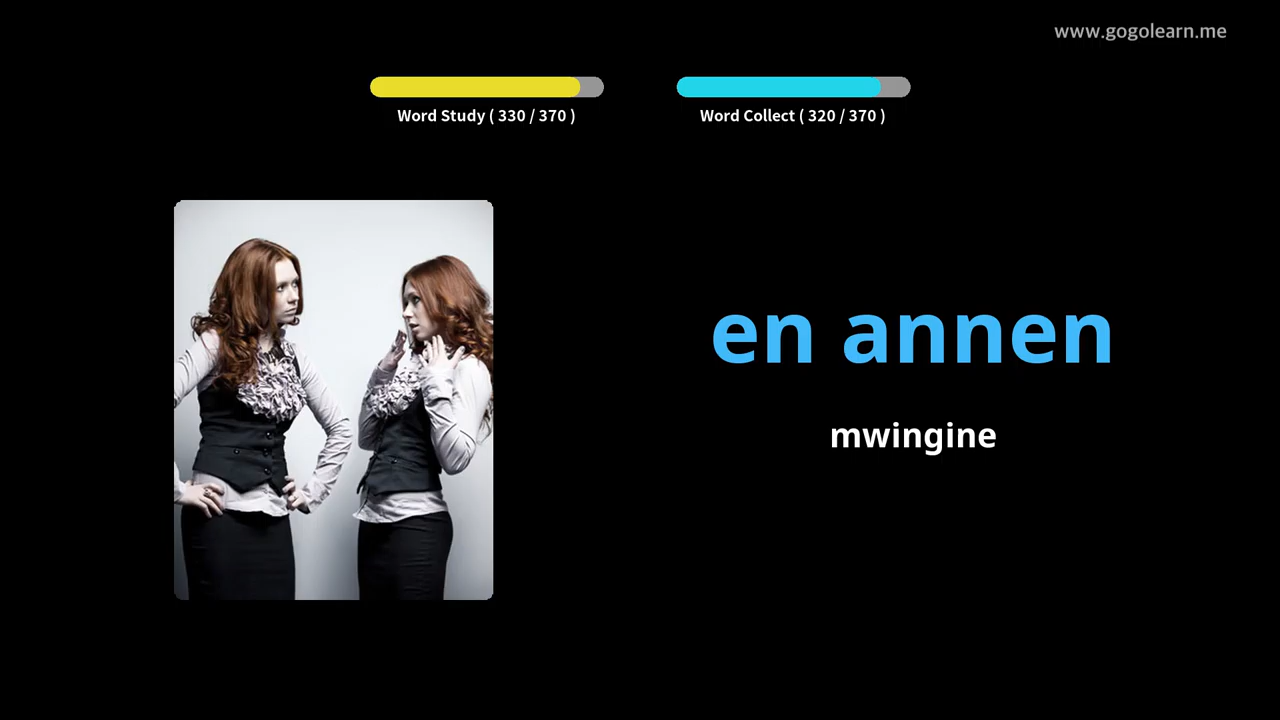 www.gogolearn.me
Word Study ( 330 / 370 )
Word Collect ( 320 / 370 )
en annen
mwingine